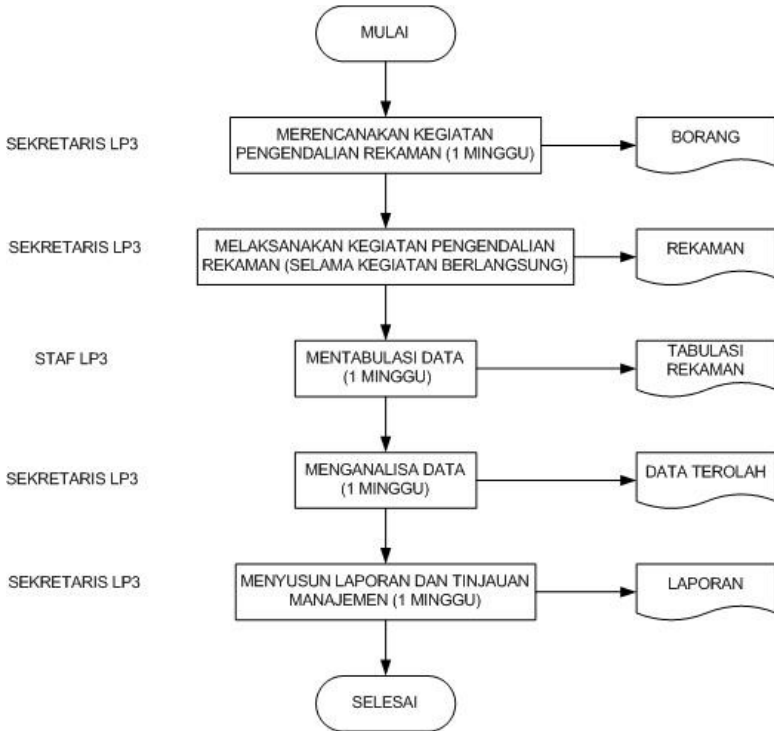 MULAI
SEKRETARIS LP3
MERENCANAKAN KEGIATAN
PENGENDALIAN REKAMAN (1 MINGGU)
BORANG
SEKRETARIS LP3
MELAKSANAKAN KEGIATAN PENGENDALIAN
REKAMAN (SELAMA KEGIATAN BERLANGSUNG)
REKAMAN
STAF LP3
MENTABULASI DATA
(1 MINGGU)
TABULASI
REKAMAN
SEKRETARIS LP3
MENGANALISA DATA
(1 MINGGU)
DATA TEROLAH
SEKRETARIS LP3
MENYUSUN LAPORAN DAN TINJAUAN
MANAJEMEN (1 MINGGU)
LAPORAN
SELESAI